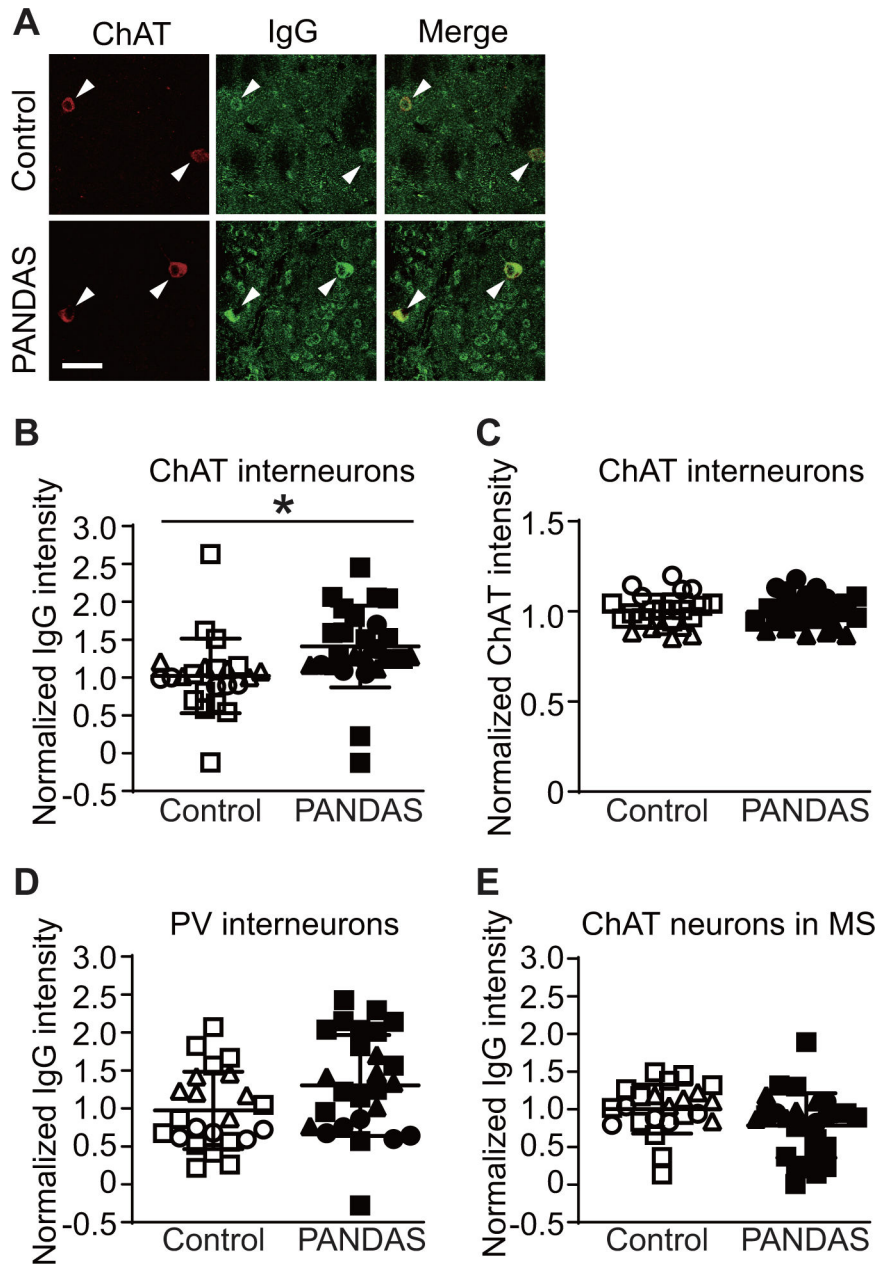 A
ChAT IgG Merge
Control
PANDAS
B
ChAT interneurons
*
Normalized IgG intensity
3.0
2.5
2.0
1.5
1.0
0.5
0
-0.5
Control PANDAS
C
ChAT interneurons
Normalized ChAT intensity
1.5
1.0
0.5
0
Control PANDAS
D
PV interneurons
Normalized IgG intensity
3.0
2.5
2.0
1.5
1.0
0.5
0
-0.5
Control PANDAS
E
ChAT neurons in MS
Normalized IgG intensity
3.0
2.5
2.0
1.5
1.0
0.5
0
-0.5
Control PANDAS